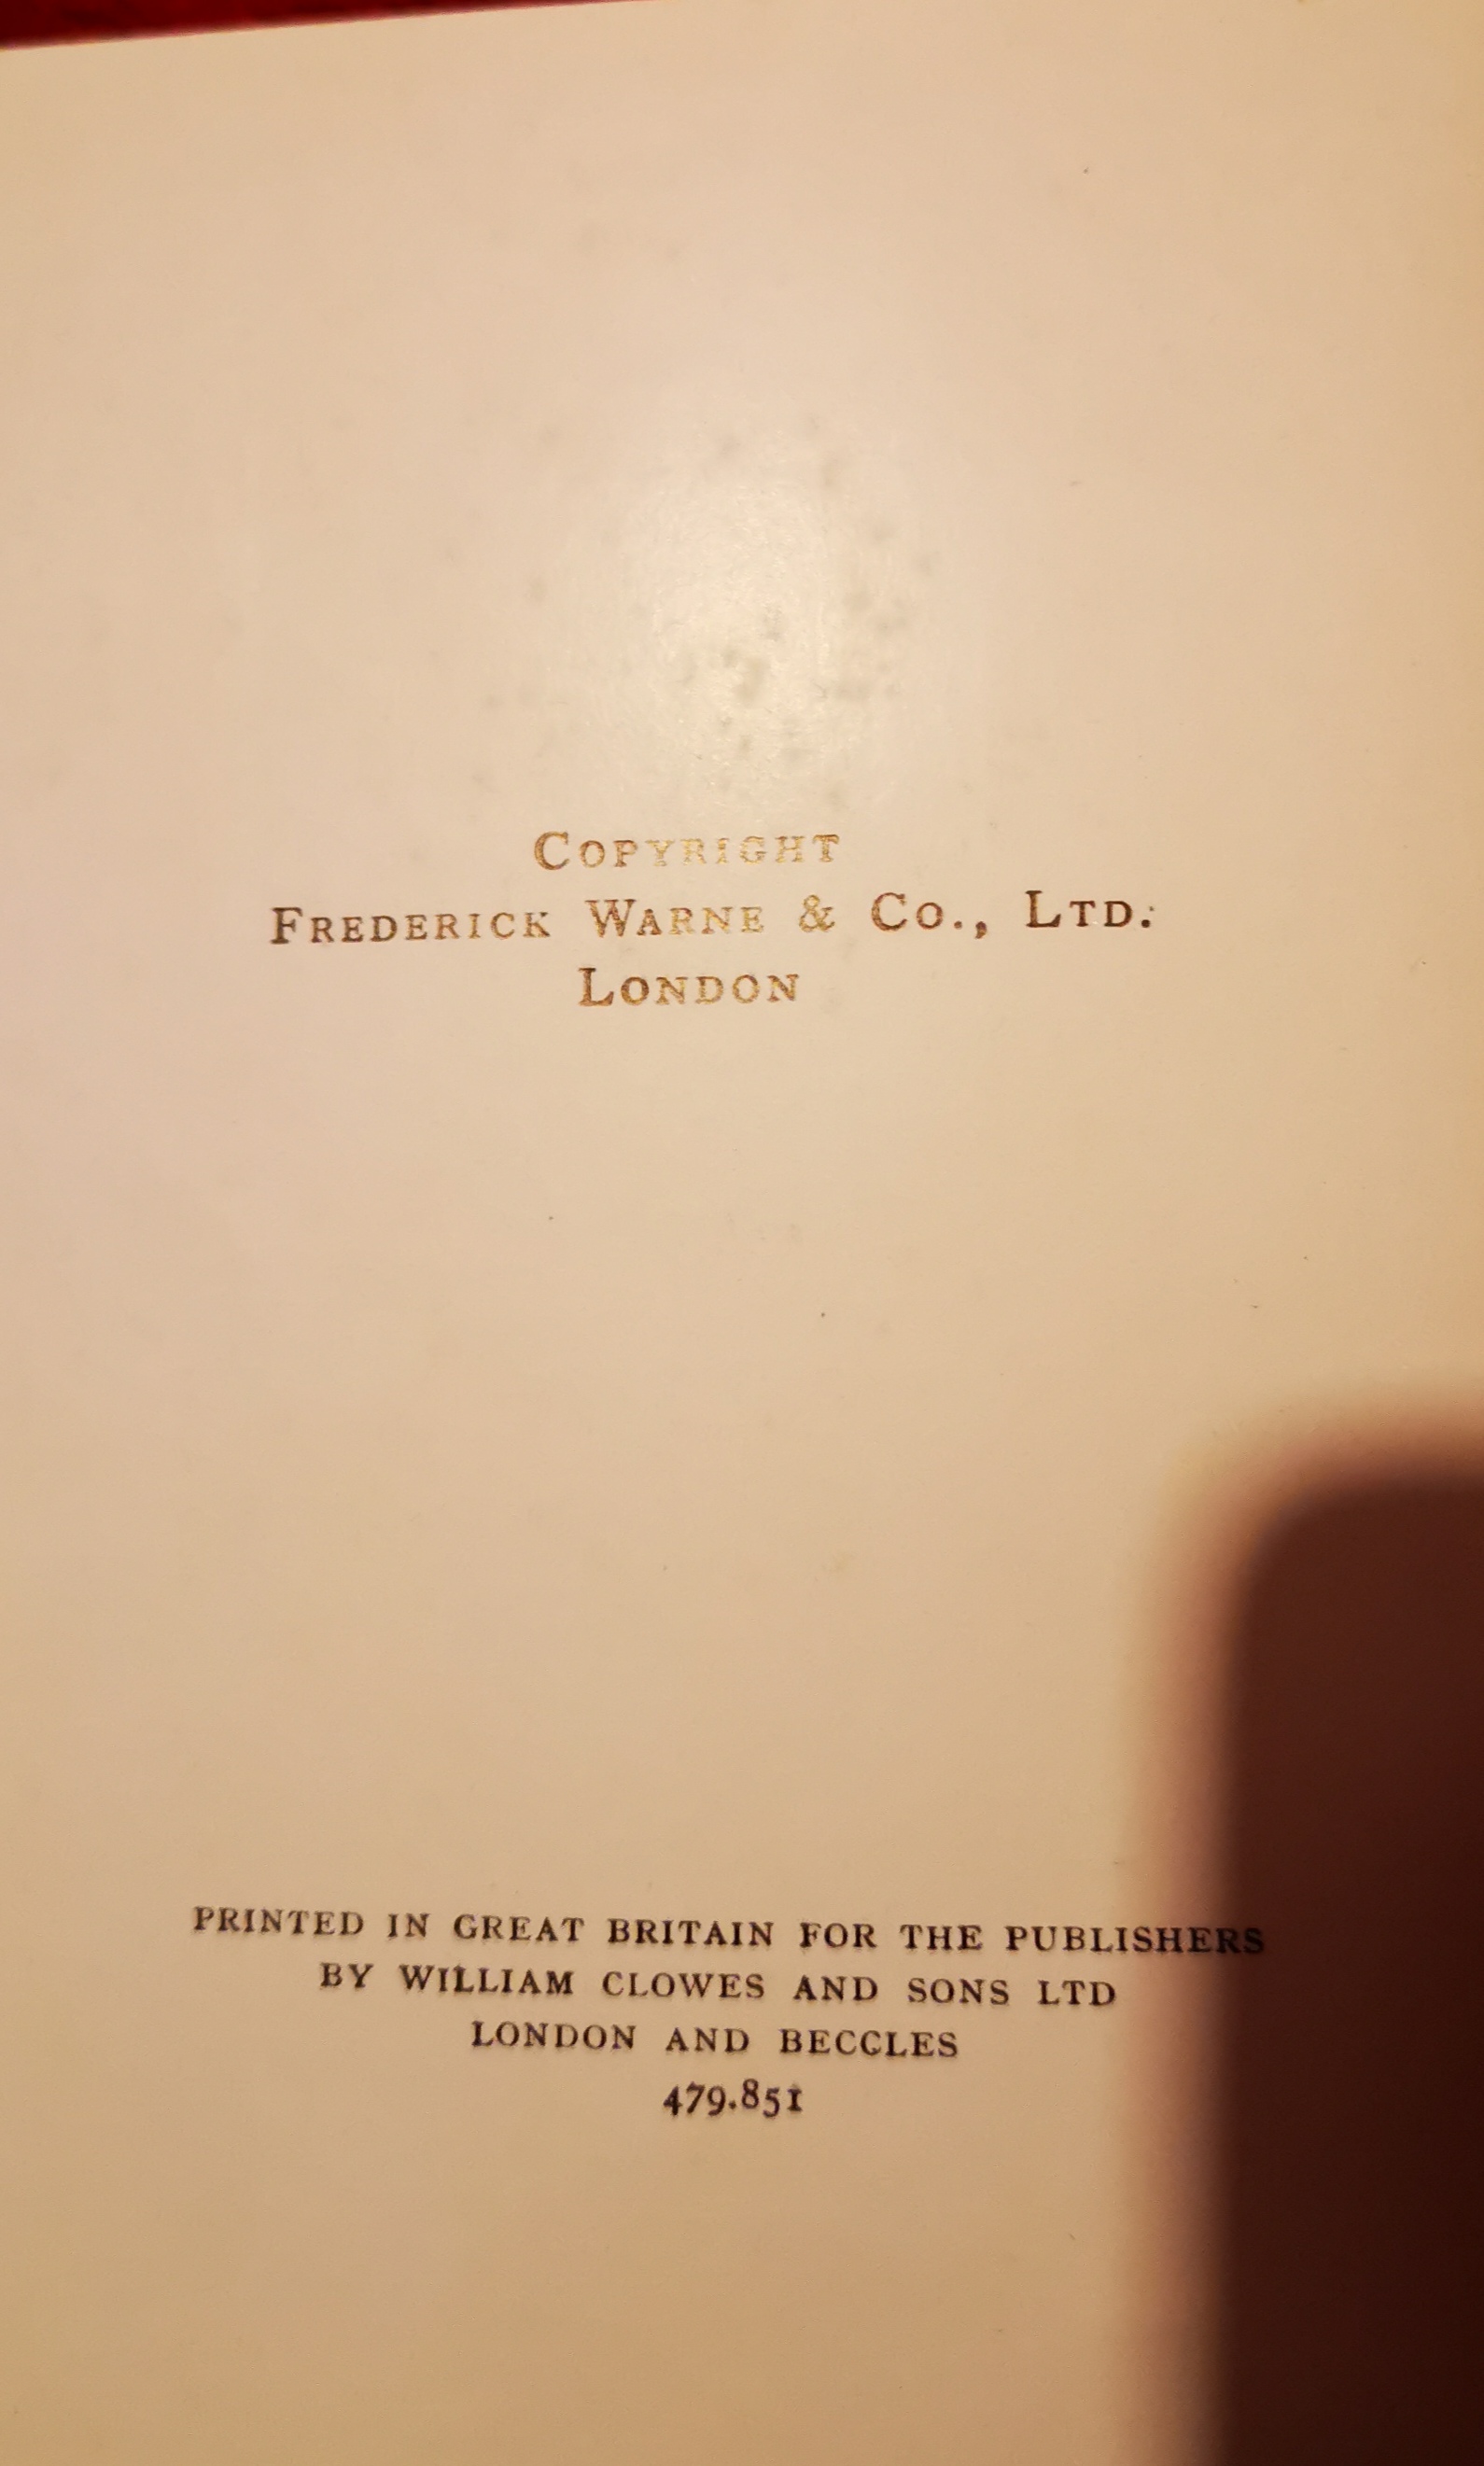 COPYRIGHT
FREDERICK WARNE & CO., LTD.
LONDON
PRINTED IN GREAT BRITAIN FOR THE PUBLISHERS
BY WILLIAM CLOWES AND SONS LTD
LONDON AND BECCLES
479.851